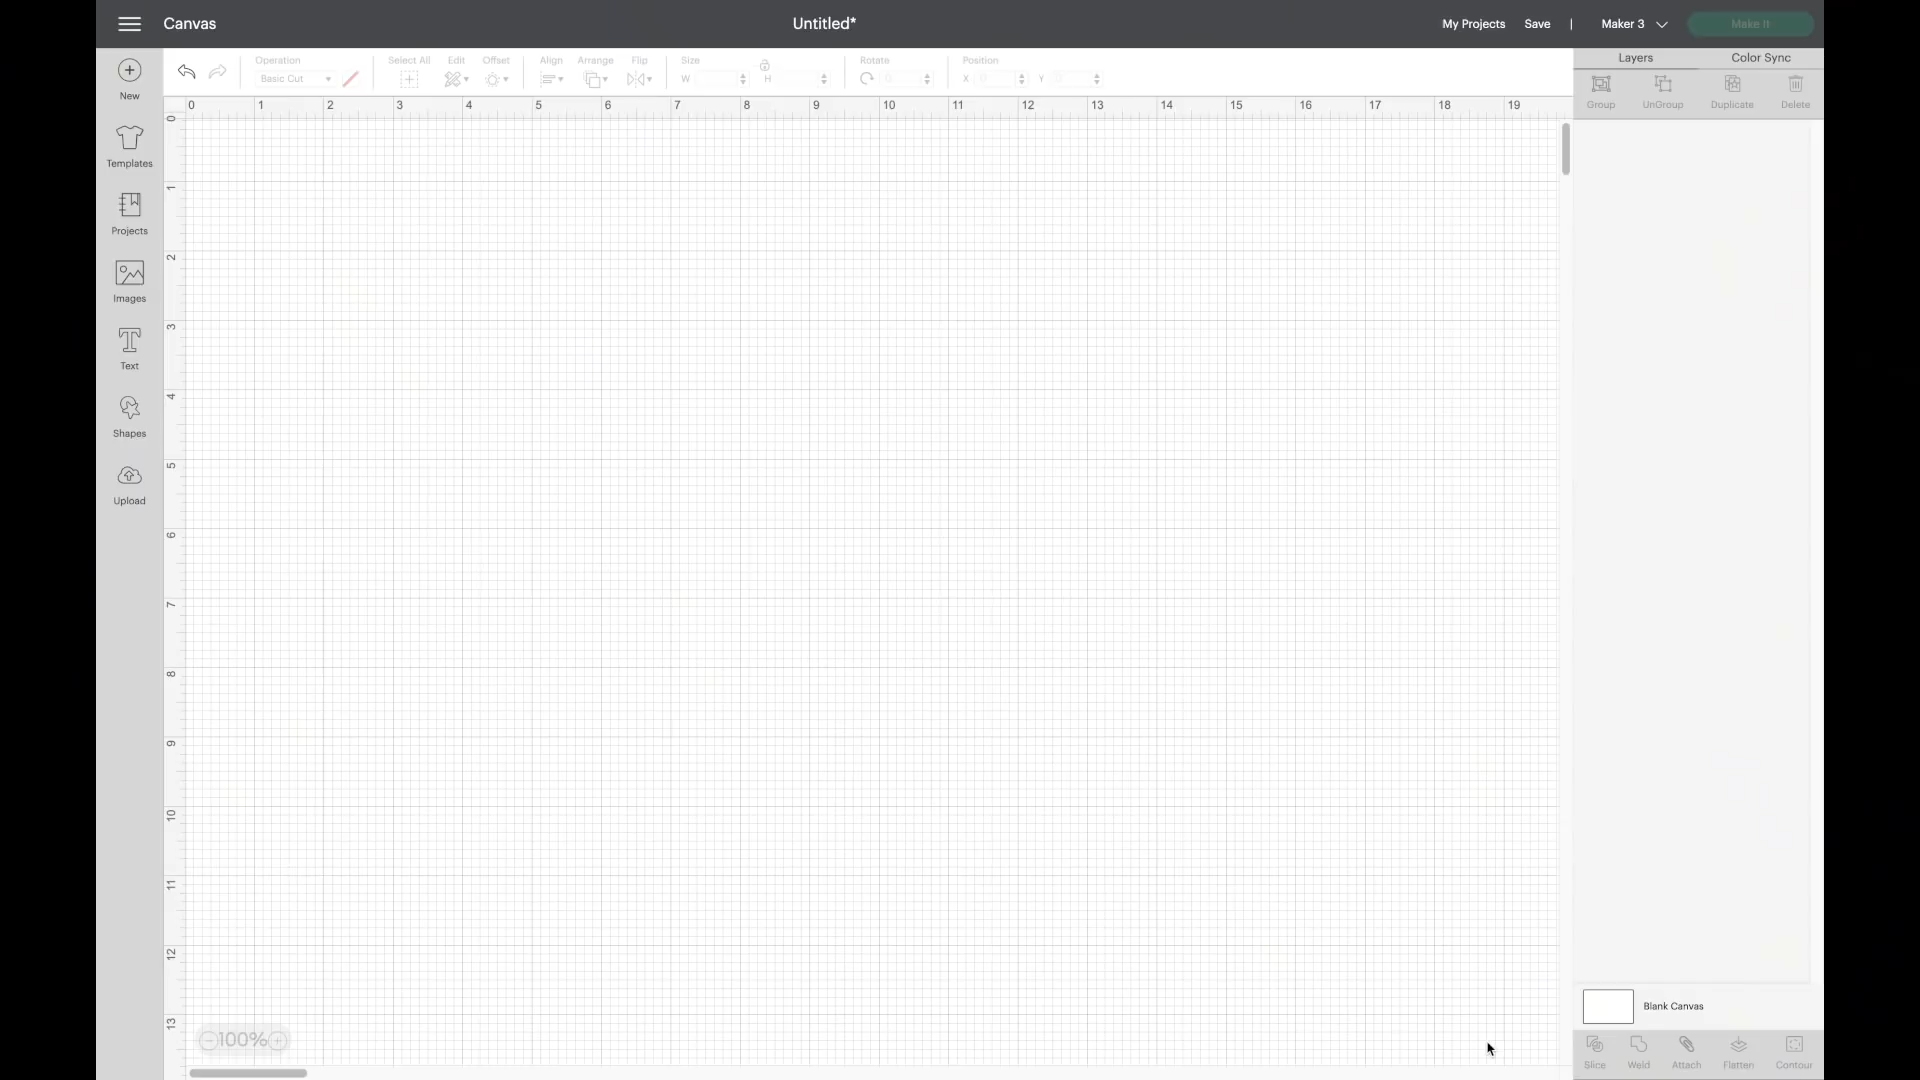 Canvas
Untitled*
My Projects Save | Maker 3 Make It
New
Templates
Projects
Images
Text
Shapes
Upload
Operation
Basic Cut
Select All Edit Offset
Align Arrange Flip
Size
W H
Rotate
0
Position
X 0 Y 0
Layers Color Sync
Group UnGroup Duplicate Delete
0 1 2 3 4 5 6 7 8 9 10 11 12 13 14 15 16 17 18 19
0
1
2
3
4
5
6
7
8
9
10
11
12
13
100%
Blank Canvas
Slice Weld Attach Flatten Contour